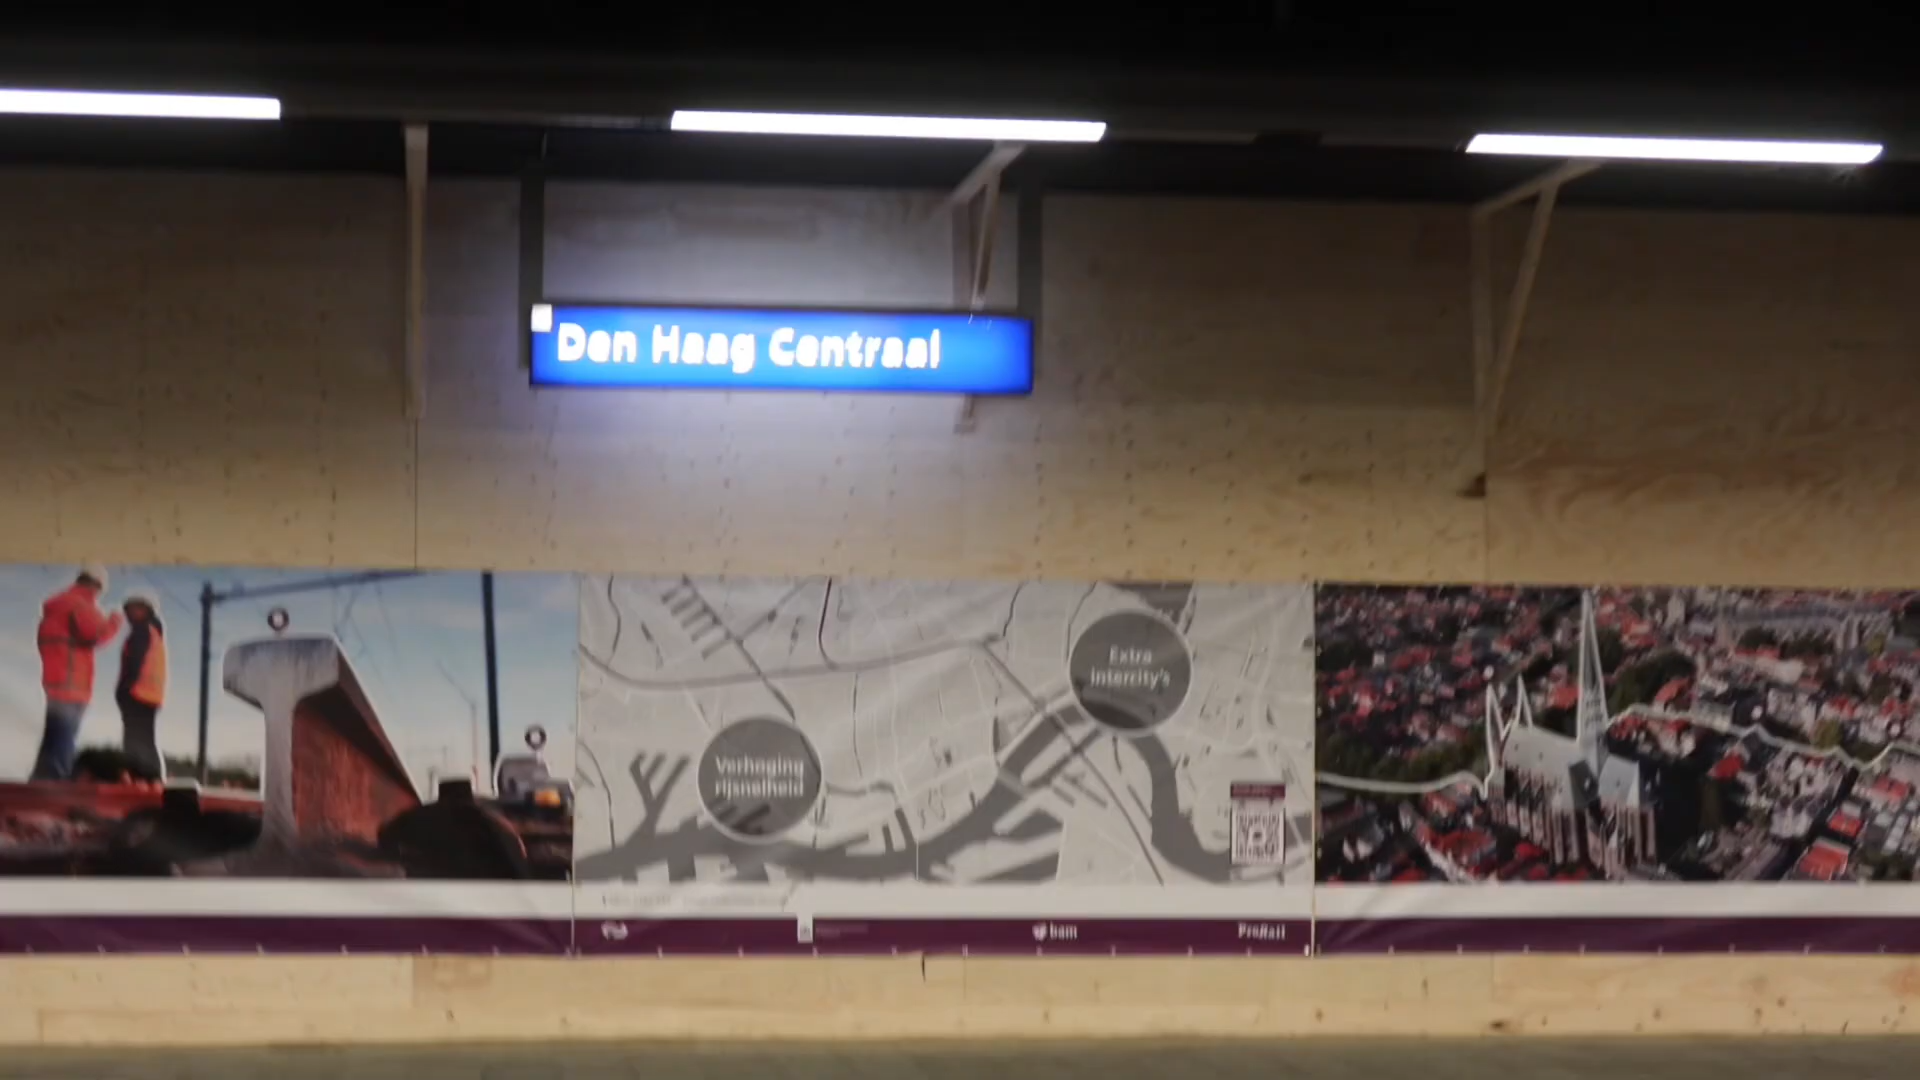 Den Haag Centraal
Extra
intercity's
Verhoging
rijsnelheid
bam
ProRail